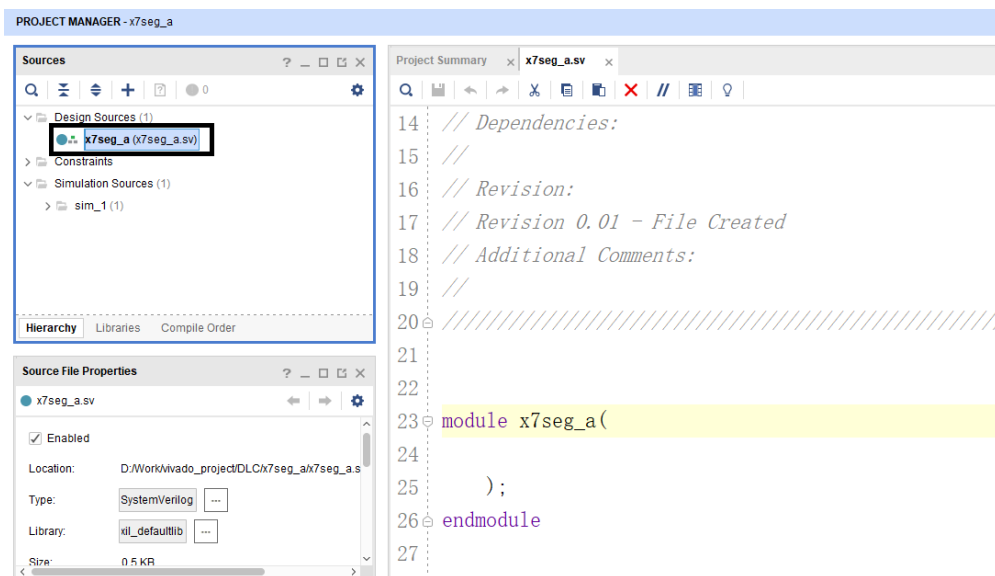 PROJECT MANAGER - x7seg_a
Sources
? _ □
0
Design Sources (1)
x7seg_a (x7seg_a.sv)
Constraints
Simulation Sources (1)
sim_1 (1)
Hierarchy Libraries Compile Order
Source File Properties
x7seg_a.sv
Enabled
Location: D:/Work/vivado_project/DLC/x7seg_a/x7seg_a.s
Type: SystemVerilog ...
Library: xil_defaultlib ...
Size: 0.5 KB
Project Summary × x7seg_a.sv ×
14 // Dependencies:
15 //
16 // Revision:
17 // Revision 0.01 - File Created
18 // Additional Comments:
19 //
20 //////////////////////////////////////////////////////
21
22
23 module x7seg_a(
24
25 );
26 endmodule
27